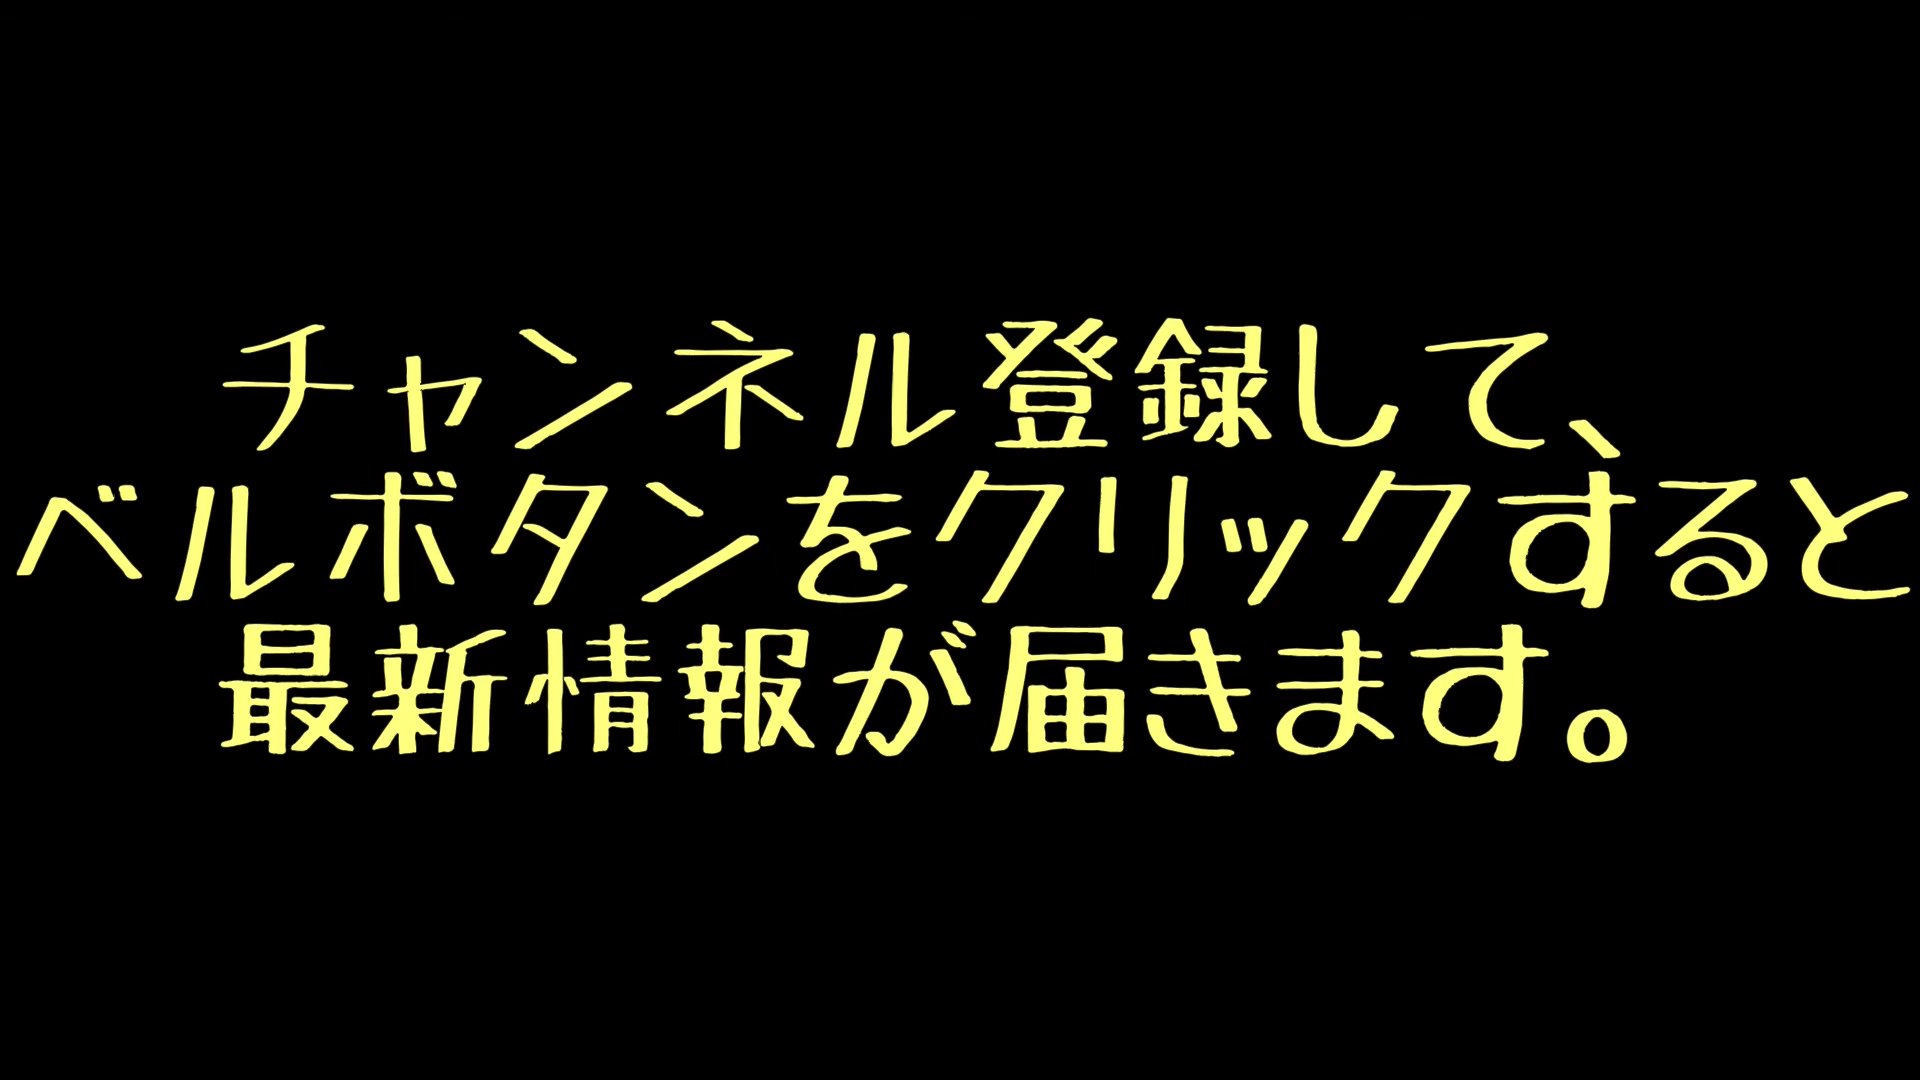 チャンネル登録して、
ベルボタンをクリックすると
最新情報が届きます。